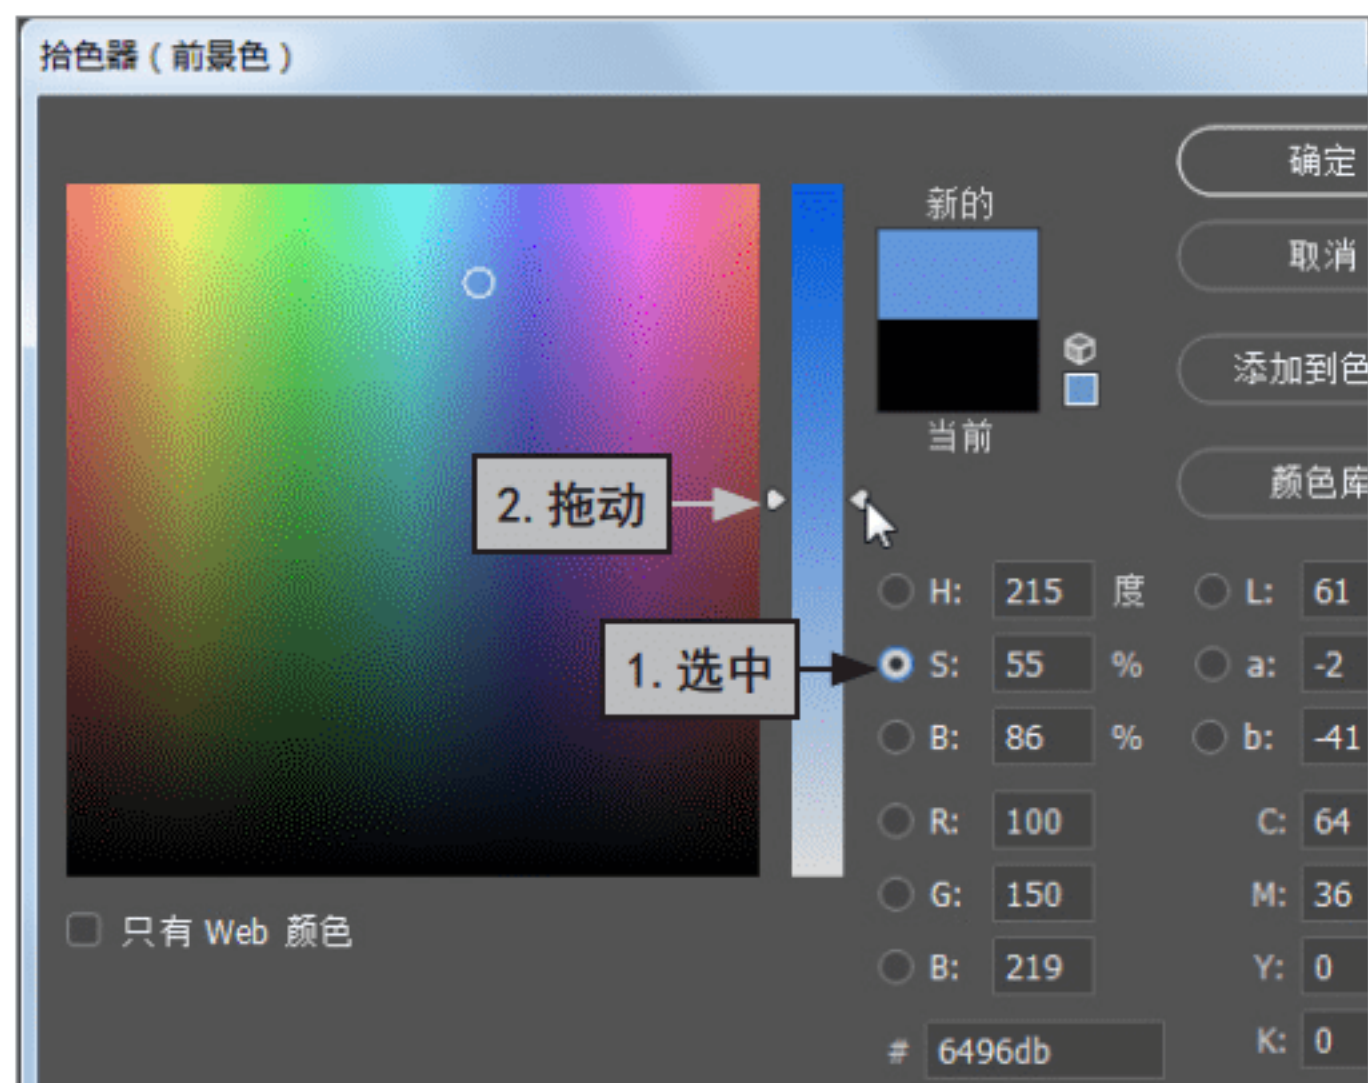 拾色器（前景色）
确定
新的
取消
添加到色
当前
颜色库
2.拖动
H: 215 度 L: 61
1.选中
S: 55 % a: -2
B: 86 % b: -41
R: 100 C: 64
G: 150 M: 36
只有 Web 颜色
B: 219 Y: 0
# 6496db K: 0